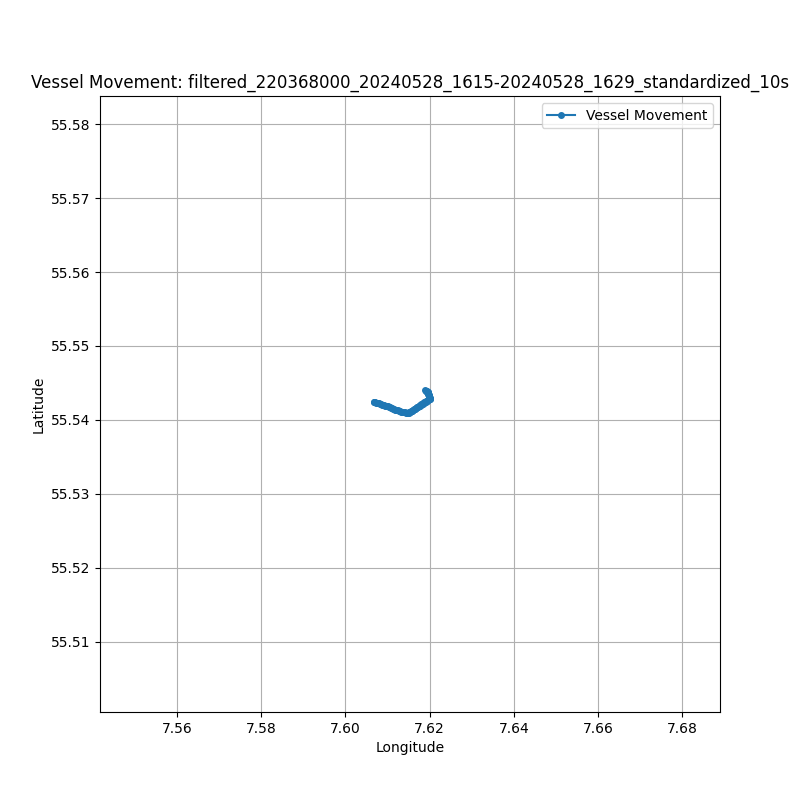 Vessel Movement: filtered_220368000_20240528_1615-20240528_1629_standardized_10s
Vessel Movement
55.58
55.57
55.56
55.55
55.54
55.53
55.52
55.51
Latitude
7.56 7.58 7.60 7.62 7.64 7.66 7.68
Longitude